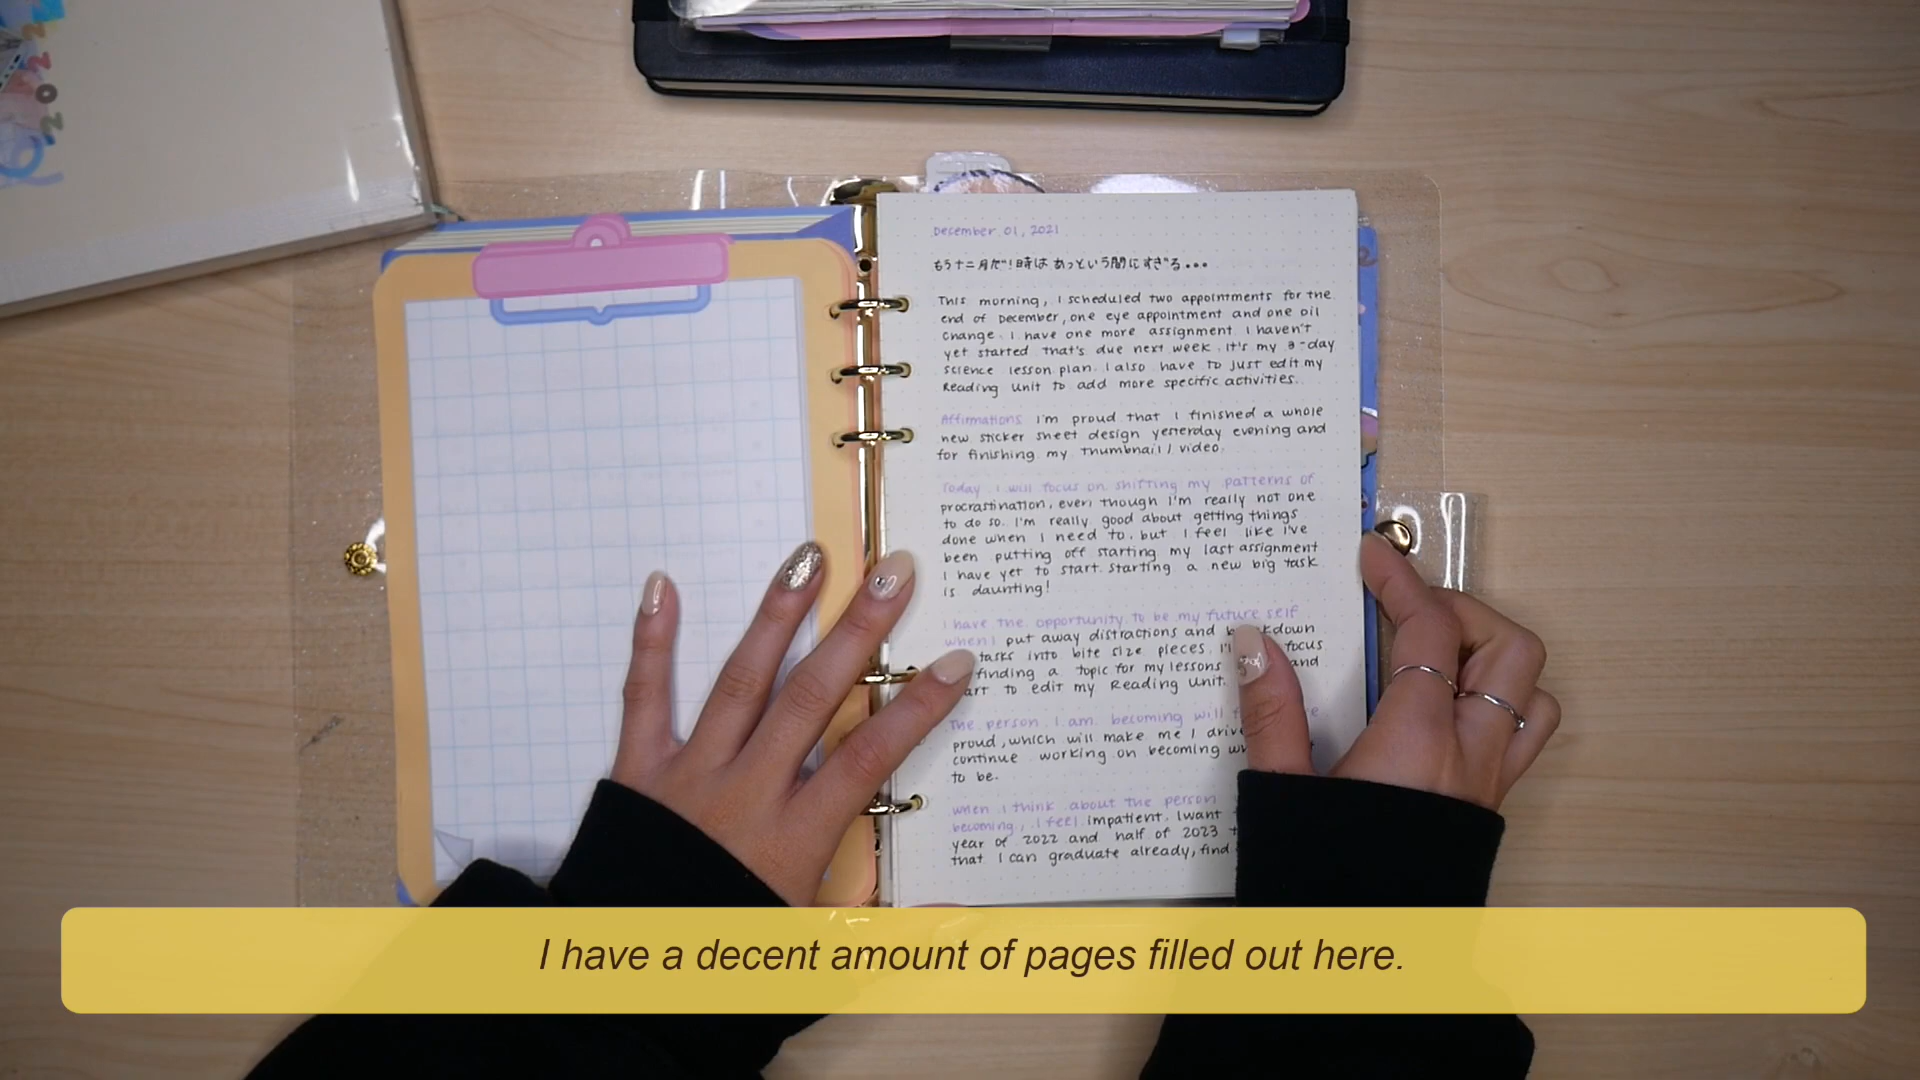 2022
December 01, 2021
もう十二月だ！時はあっという間にすぎる...
This morning, I scheduled two appointments for the
end of December, one eye appointment and one oil
change. I have one more assignment I haven't
yet started that's due next week. It's my 3-day
science lesson plan. I also have to just edit my
Reading Unit to add more specific activities.
Affirmations I'm proud that I finished a whole
new sticker sheet design yesterday evening and
for finishing my thumbnail / video.
Today I will focus on shifting my patterns of
procrastination, even though I'm really not one
to do so. I'm really good about getting things
done when I need to, but I feel like I've
been putting off starting my last assignment
I have yet to start. Starting a new big task
is daunting!
I have the opportunity to be my future self
when I put away distractions and
tasks into bite size pieces. focus
finding a topic for my lessons and
to edit my Reading Unit.
The person I am becoming will
proud, which will make me / drive
continue working on becoming
to be.
When I think about the person
becoming, I feel impatient. I want
year of 2022 and half of 2023
that I can graduate already, find
I have a decent amount of pages filled out here.